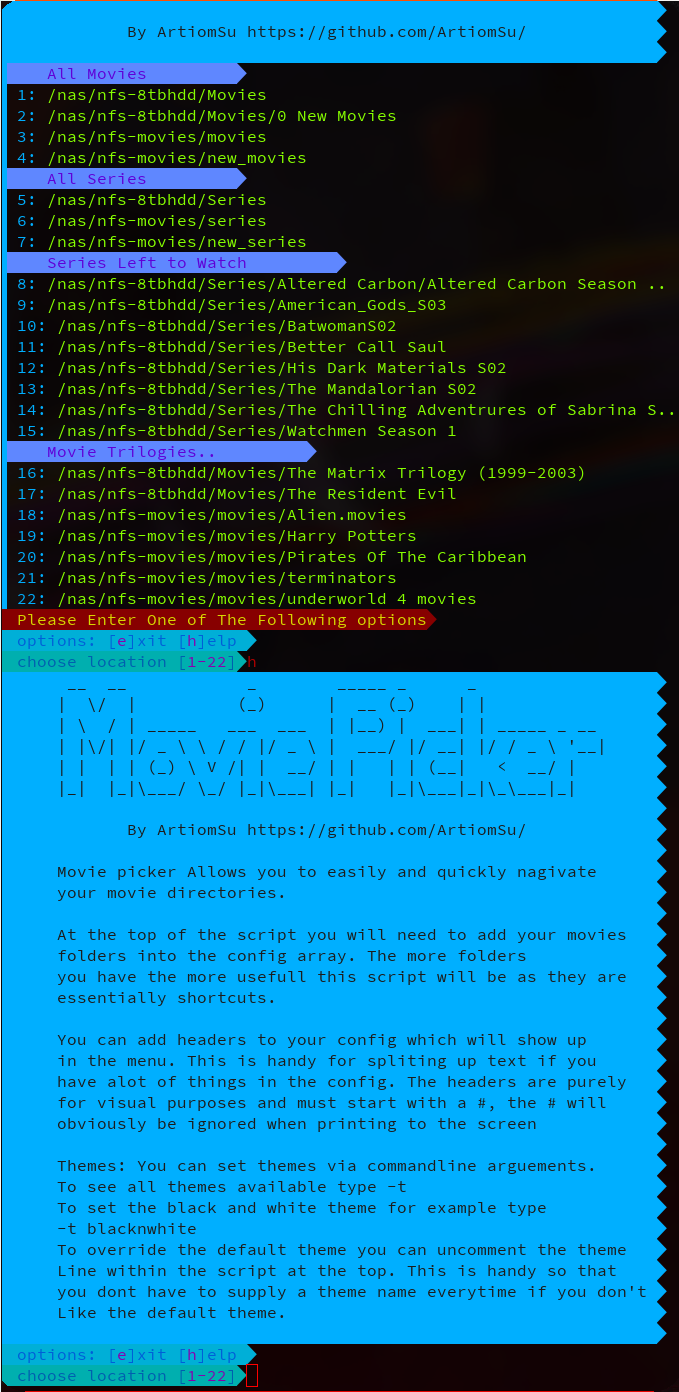 By ArtiomSu https://github.com/ArtiomSu/
All Movies
1: /nas/nfs-8tbhdd/Movies
2: /nas/nfs-8tbhdd/Movies/0 New Movies
3: /nas/nfs-movies/movies
4: /nas/nfs-movies/new_movies
All Series
5: /nas/nfs-8tbhdd/Series
6: /nas/nfs-movies/series
7: /nas/nfs-movies/new_series
Series Left to Watch
8: /nas/nfs-8tbhdd/Series/Altered Carbon/Altered Carbon Season ..
9: /nas/nfs-8tbhdd/Series/American_Gods_S03
10: /nas/nfs-8tbhdd/Series/BatwomanS02
11: /nas/nfs-8tbhdd/Series/Better Call Saul
12: /nas/nfs-8tbhdd/Series/His Dark Materials S02
13: /nas/nfs-8tbhdd/Series/The Mandalorian S02
14: /nas/nfs-8tbhdd/Series/The Chilling Adventrures of Sabrina S..
15: /nas/nfs-8tbhdd/Series/Watchmen Season 1
Movie Trilogies..
16: /nas/nfs-8tbhdd/Movies/The Matrix Trilogy (1999-2003)
17: /nas/nfs-8tbhdd/Movies/The Resident Evil
18: /nas/nfs-movies/movies/Alien.movies
19: /nas/nfs-movies/movies/Harry Potters
20: /nas/nfs-movies/movies/Pirates Of The Caribbean
21: /nas/nfs-movies/movies/terminators
22: /nas/nfs-movies/movies/underworld 4 movies
Please Enter One of The Following options
options: [e]xit [h]elp
choose location [1-22] h
MoviePicker
By ArtiomSu https://github.com/ArtiomSu/
Movie picker Allows you to easily and quickly nagivate
your movie directories.
At the top of the script you will need to add your movies
folders into the config array. The more folders
you have the more usefull this script will be as they are
essentially shortcuts.
You can add headers to your config which will show up
in the menu. This is handy for spliting up text if you
have alot of things in the config. The headers are purely
for visual purposes and must start with a #, the # will
obviously be ignored when printing to the screen
Themes: You can set themes via commandline arguements.
To see all themes available type -t
To set the black and white theme for example type
-t blacknwhite
To override the default theme you can uncomment the theme
Line within the script at the top. This is handy so that
you dont have to supply a theme name everytime if you don't
Like the default theme.
options: [e]xit [h]elp
choose location [1-22]